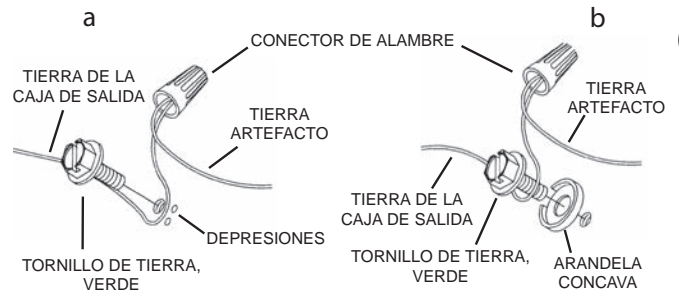 a
b
CONECTOR DE ALAMBRE
TIERRA DE LA
CAJA DE SALIDA
TIERRA
ARTEFACTO
DEPRESIONES
TORNILLO DE TIERRA,
VERDE
TIERRA
ARTEFACTO
TIERRA DE LA
CAJA DE SALIDA
TORNILLO DE TIERRA,
VERDE
ARANDELA
CONCAVA